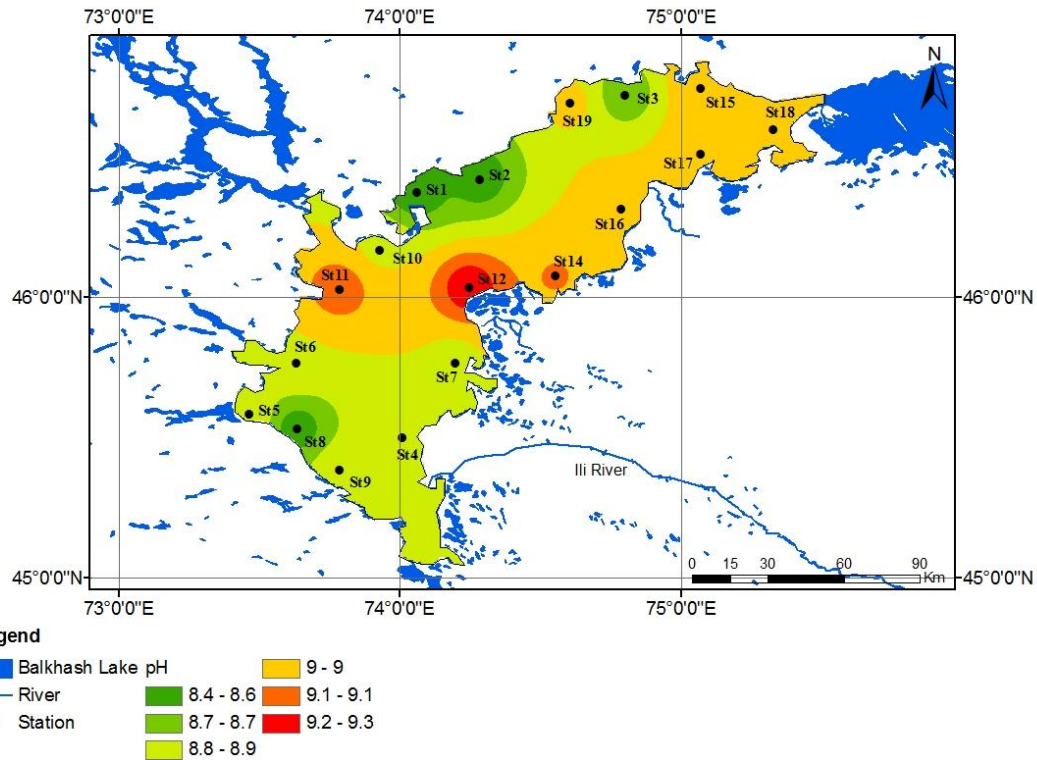 73°0'0"E 74°0'0"E 75°0'0"E
N
St3
St15
St19
St18
St17
St2
St1
St16
St10
St14
St11
St12
46°0'0"N 46°0'0"N
St6
St7
St5
St8
St4
Ili River
St9
0 15 30 60 90
Km
45°0'0"N 45°0'0"N
73°0'0"E 74°0'0"E 75°0'0"E
gend
Balkhash Lake pH 9 - 9
River 8.4 - 8.6 9.1 - 9.1
Station 8.7 - 8.7 9.2 - 9.3
8.8 - 8.9